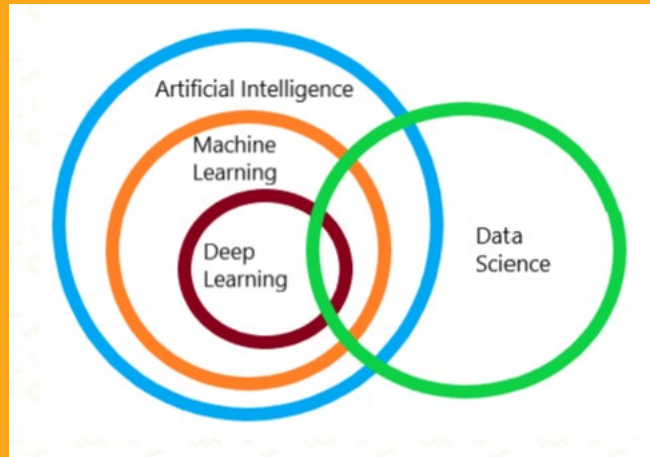 Artificial Intelligence
Machine
Learning
Deep
Learning
Data
Science